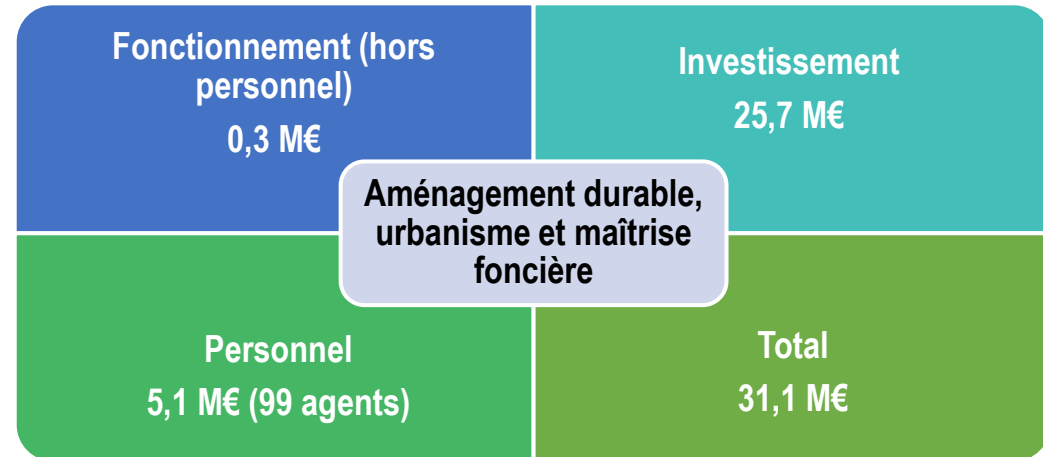 Fonctionnement (hors
personnel)
0,3 M€
Investissement
25,7 M€
Aménagement durable,
urbanisme et maîtrise
foncière
Personnel
5,1 M€ (99 agents)
Total
31,1 M€